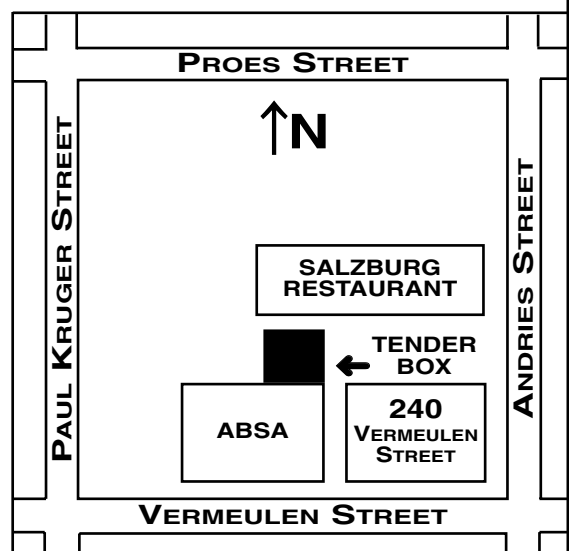 PROES STREET
N
PAUL KRUGER STREET
ANDRIES STREET
SALZBURG
RESTAURANT
TENDER
BOX
ABSA
240
VERMEULEN
STREET
VERMEULEN STREET